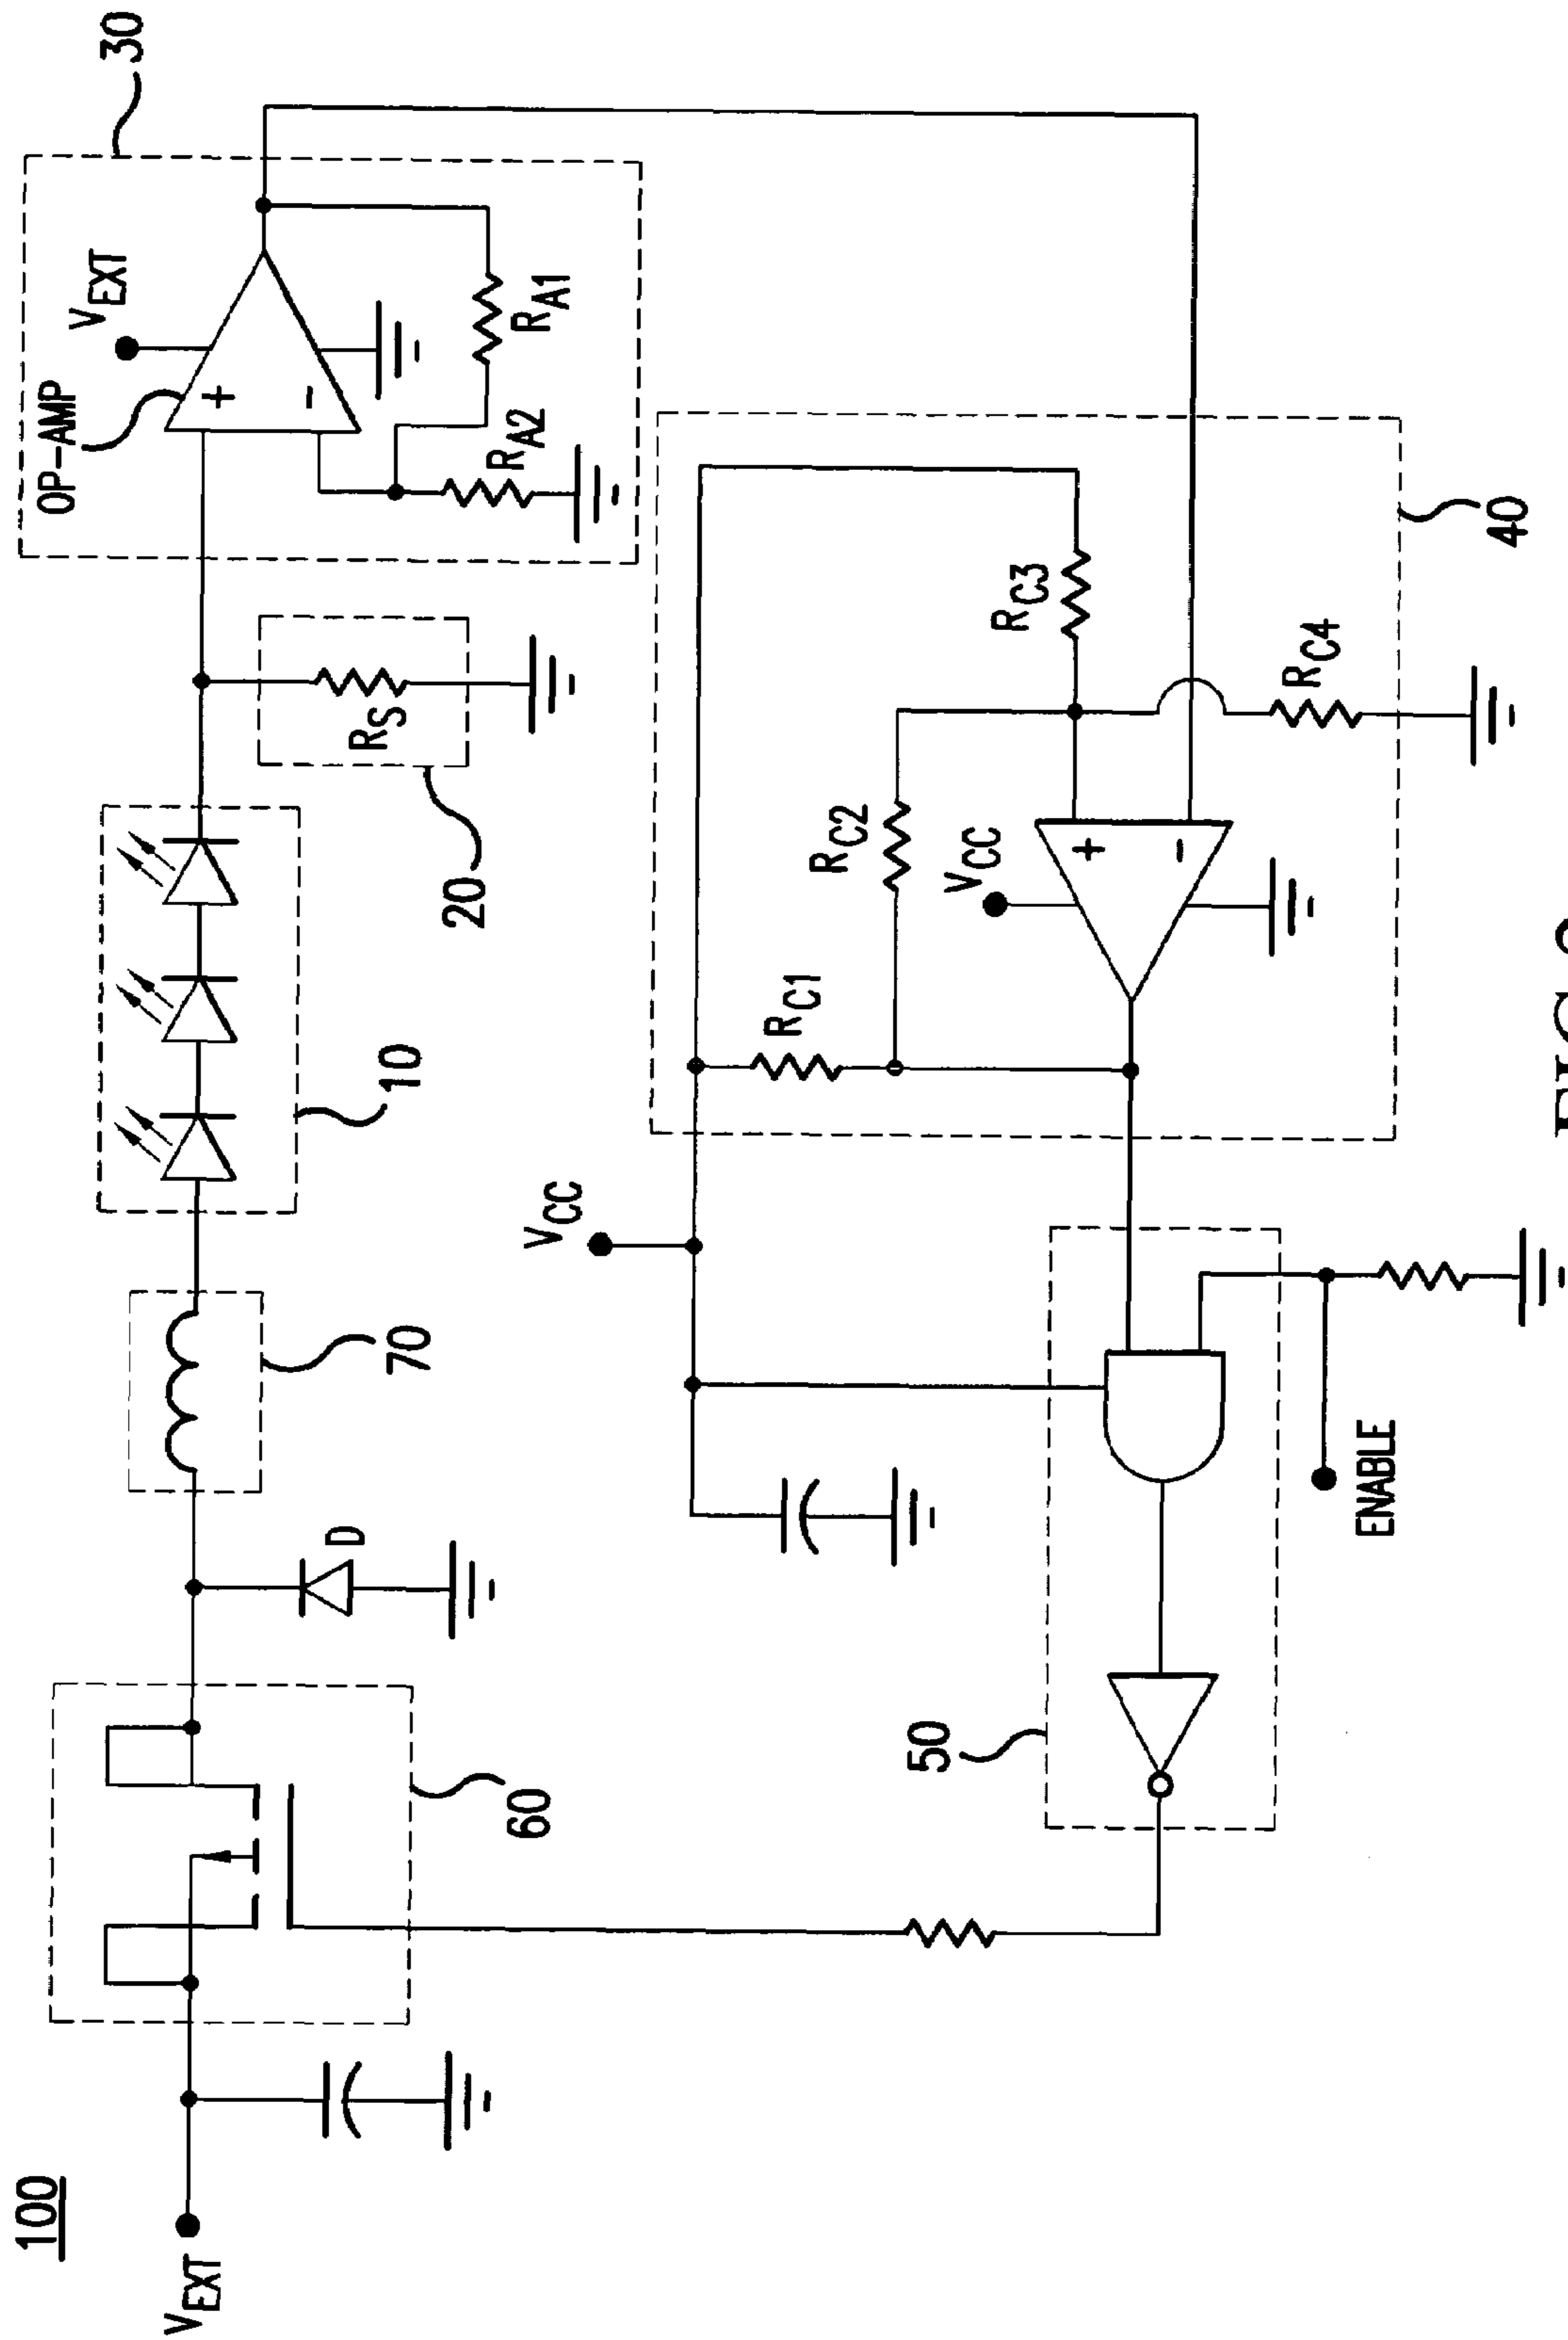 100
V_EXT
60
D
70
10
20
R_S
OP-AMP
V_EXT
+
-
R_A1
R_A2
30
V_CC
50
ENABLE
R_C1
R_C2
V_CC
+
-
R_C3
R_C4
40